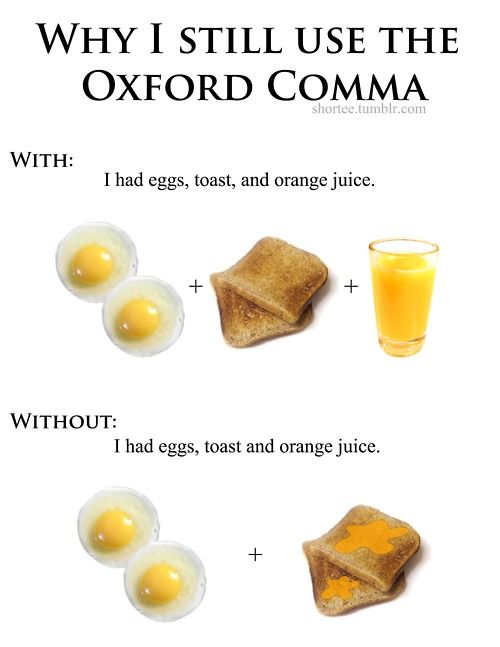 Why I still use the
Oxford Comma
shortee.tumblr.com
With:
I had eggs, toast, and orange juice.
+ +
Without:
I had eggs, toast and orange juice.
+